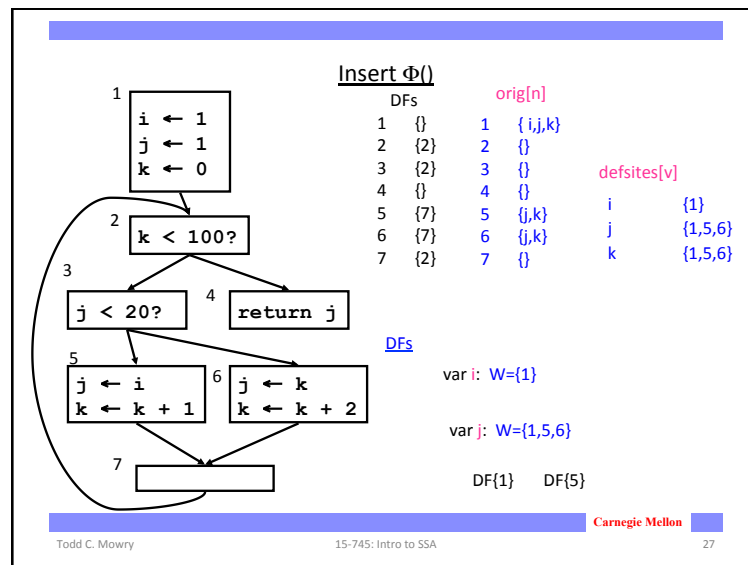 Insert Φ()
1
i ← 1
j ← 1
k ← 0
2
k < 100?
3
j < 20?
4
return j
5
j ← i
k ← k + 1
6
j ← k
k ← k + 2
7
DFs
1 {}
2 {2}
3 {2}
4 {}
5 {7}
6 {7}
7 {2}
orig[n]
1 { i,j,k}
2 {}
3 {}
4 {}
5 {j,k}
6 {j,k}
7 {}
defsites[v]
i {1}
j {1,5,6}
k {1,5,6}
DFs
var i: W={1}
var j: W={1,5,6}
DF{1} DF{5}
Carnegie Mellon
Todd C. Mowry 15-745: Intro to SSA 27